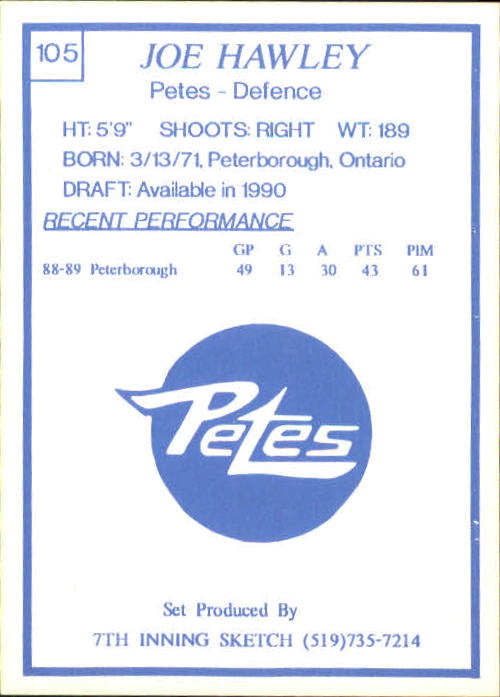 105
JOE HAWLEY
Petes - Defence
HT: 5'9" SHOOTS: RIGHT WT: 189
BORN: 3/13/71, Peterborough, Ontario
DRAFT: Available in 1990
RECENT PERFORMANCE
GP G A PTS PIM
88-89 Peterborough 49 13 30 43 61
Petes
Set Produced By
7TH INNING SKETCH (519)735-7214